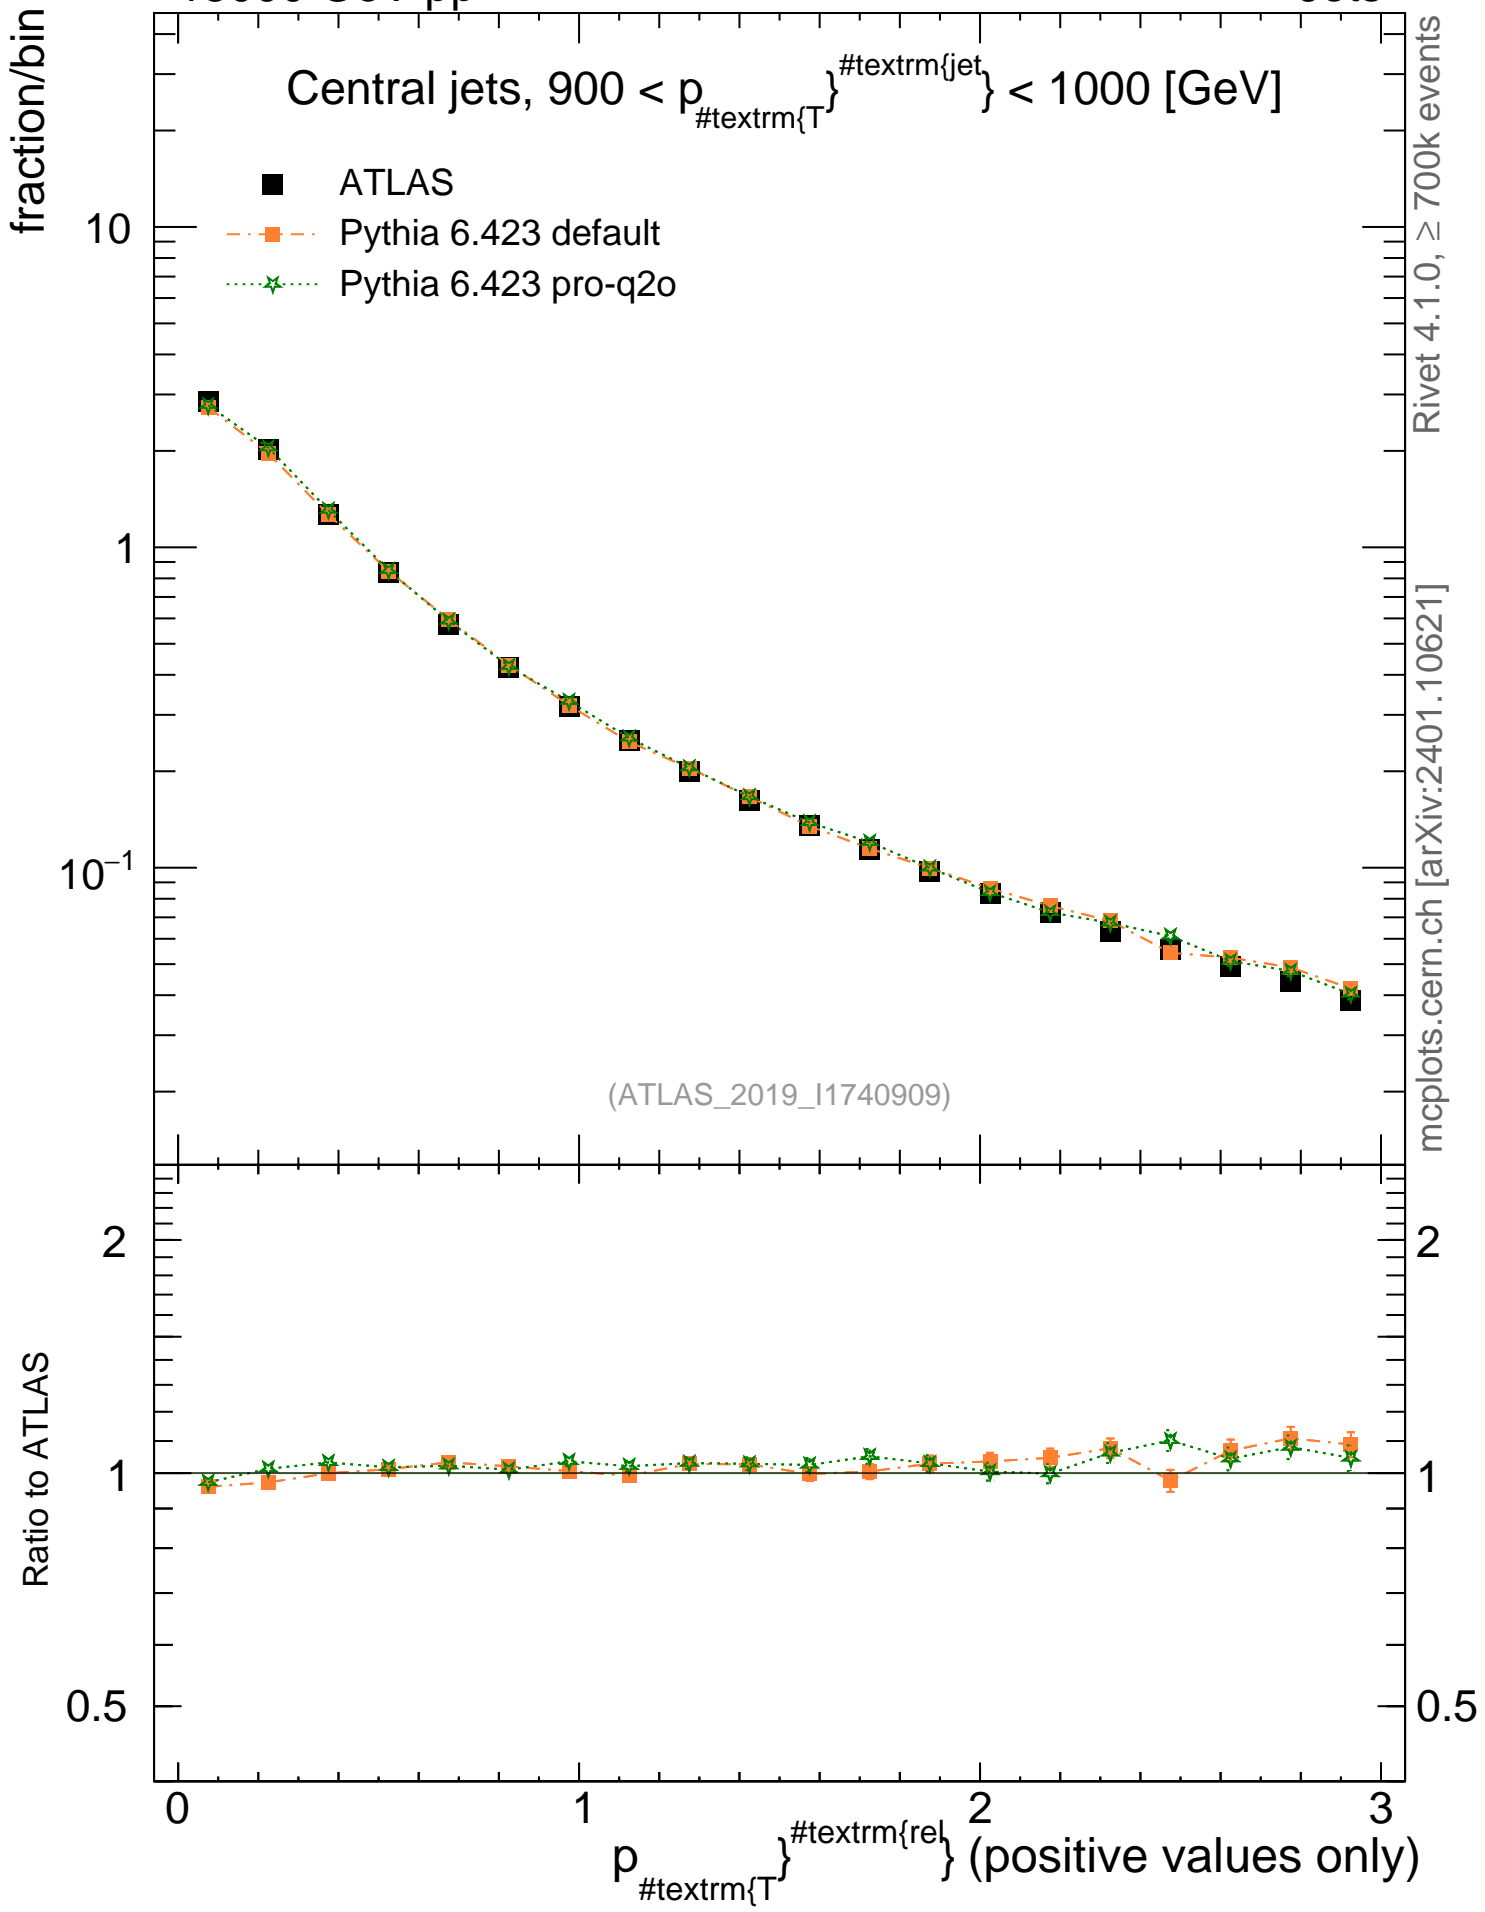 fraction/bin
Central jets, 900 < p_#textrm{T}^#textrm{jet} < 1000 [GeV]
ATLAS
Pythia 6.423 default
Pythia 6.423 pro-q2o
10
1
10⁻¹
(ATLAS_2019_I1740909)
Rivet 4.1.0, ≥ 700k events
mcplots.cern.ch [arXiv:2401.10621]
Ratio to ATLAS
2
1
0.5
2
1
0.5
0
1
2
3
p_#textrm{T}^#textrm{rel} (positive values only)